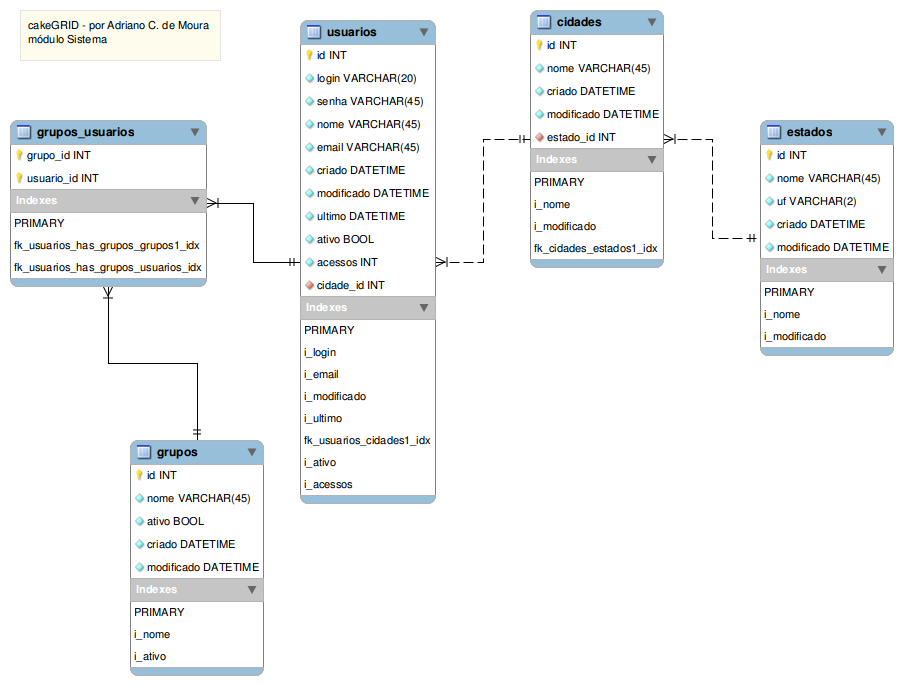 cakeGRID - por Adriano C. de Moura
módulo Sistema
grupos_usuarios
grupo_id INT
usuario_id INT
Indexes
PRIMARY
fk_usuarios_has_grupos_grupos1_idx
fk_usuarios_has_grupos_usuarios_idx
grupos
id INT
nome VARCHAR(45)
ativo BOOL
criado DATETIME
modificado DATETIME
Indexes
PRIMARY
i_nome
i_ativo
usuarios
id INT
login VARCHAR(20)
senha VARCHAR(45)
nome VARCHAR(45)
email VARCHAR(45)
criado DATETIME
modificado DATETIME
ultimo DATETIME
ativo BOOL
acessos INT
cidade_id INT
Indexes
PRIMARY
i_login
i_email
i_modificado
i_ultimo
fk_usuarios_cidades1_idx
i_ativo
i_acessos
cidades
id INT
nome VARCHAR(45)
criado DATETIME
modificado DATETIME
estado_id INT
Indexes
PRIMARY
i_nome
i_modificado
fk_cidades_estados1_idx
estados
id INT
nome VARCHAR(45)
uf VARCHAR(2)
criado DATETIME
modificado DATETIME
Indexes
PRIMARY
i_nome
i_modificado